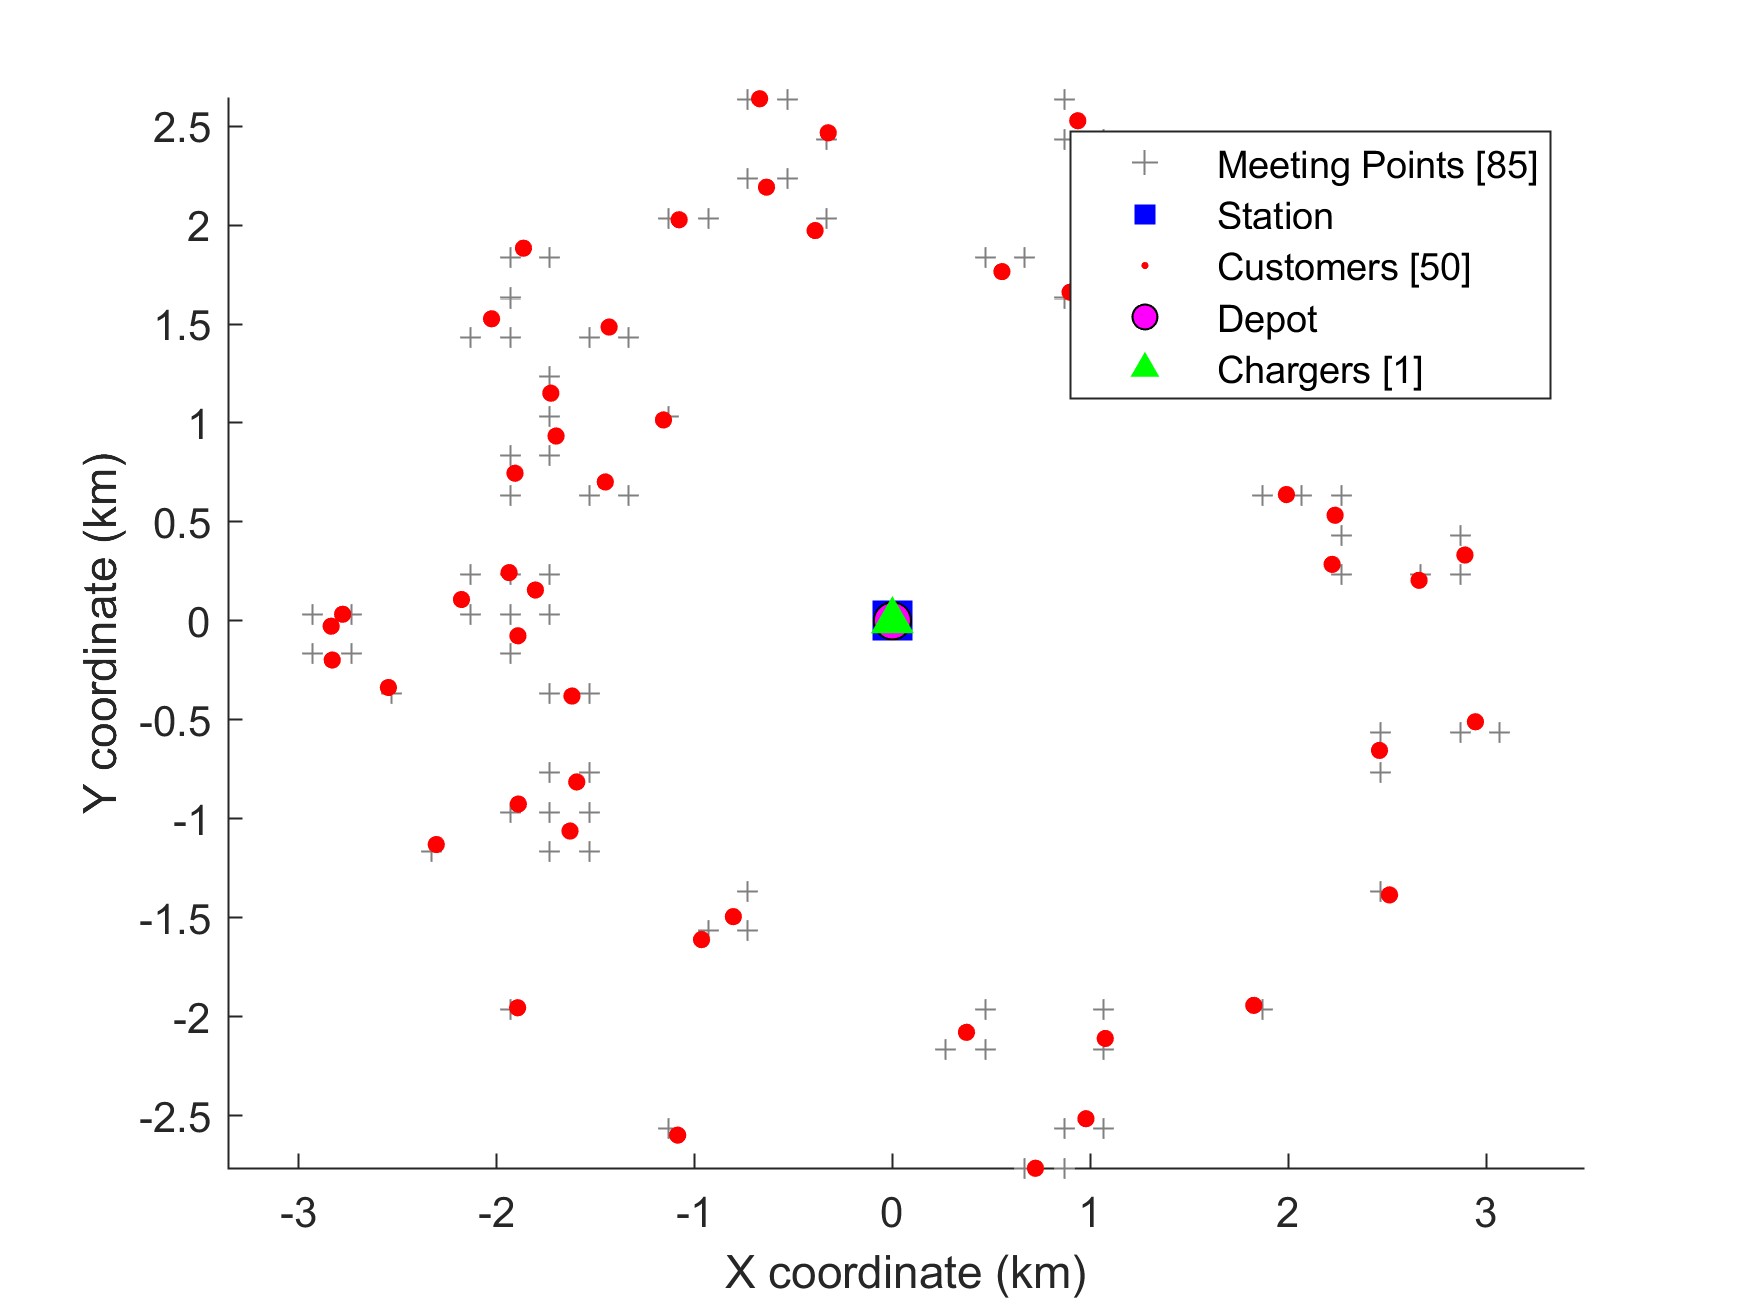 2.5
2
1.5
1
0.5
0
-0.5
-1
-1.5
-2
-2.5
Y coordinate (km)
Meeting Points [85]
Station
Customers [50]
Depot
Chargers [1]
-3
-2
-1
0
1
2
3
X coordinate (km)